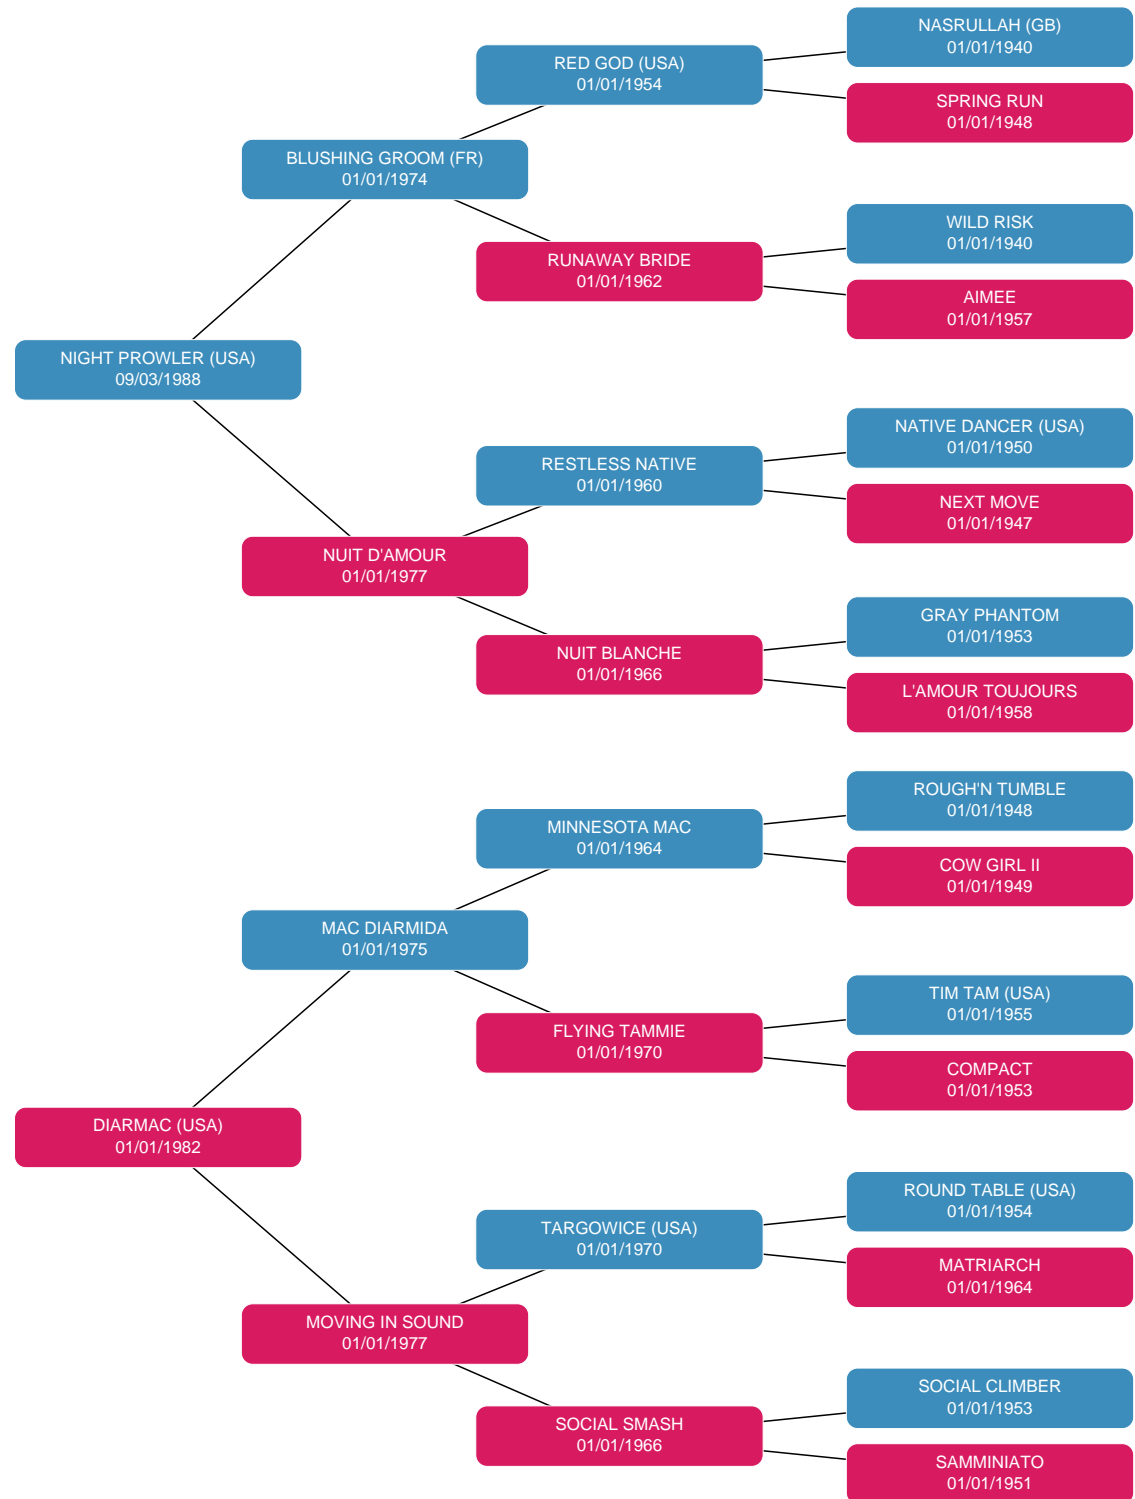 NASRULLAH (GB)
01/01/1940
RED GOD (USA)
01/01/1954
SPRING RUN
01/01/1948
BLUSHING GROOM (FR)
01/01/1974
WILD RISK
01/01/1940
RUNAWAY BRIDE
01/01/1962
AIMEE
01/01/1957
NIGHT PROWLER (USA)
09/03/1988
NATIVE DANCER (USA)
01/01/1950
RESTLESS NATIVE
01/01/1960
NEXT MOVE
01/01/1947
NUIT D'AMOUR
01/01/1977
GRAY PHANTOM
01/01/1953
NUIT BLANCHE
01/01/1966
L'AMOUR TOUJOURS
01/01/1958
ROUGH'N TUMBLE
01/01/1948
MINNESOTA MAC
01/01/1964
COW GIRL II
01/01/1949
MAC DIARMIDA
01/01/1975
TIM TAM (USA)
01/01/1955
FLYING TAMMIE
01/01/1970
COMPACT
01/01/1953
DIARMAC (USA)
01/01/1982
ROUND TABLE (USA)
01/01/1954
TARGOWICE (USA)
01/01/1970
MATRIARCH
01/01/1964
MOVING IN SOUND
01/01/1977
SOCIAL CLIMBER
01/01/1953
SOCIAL SMASH
01/01/1966
SAMMINIATO
01/01/1951